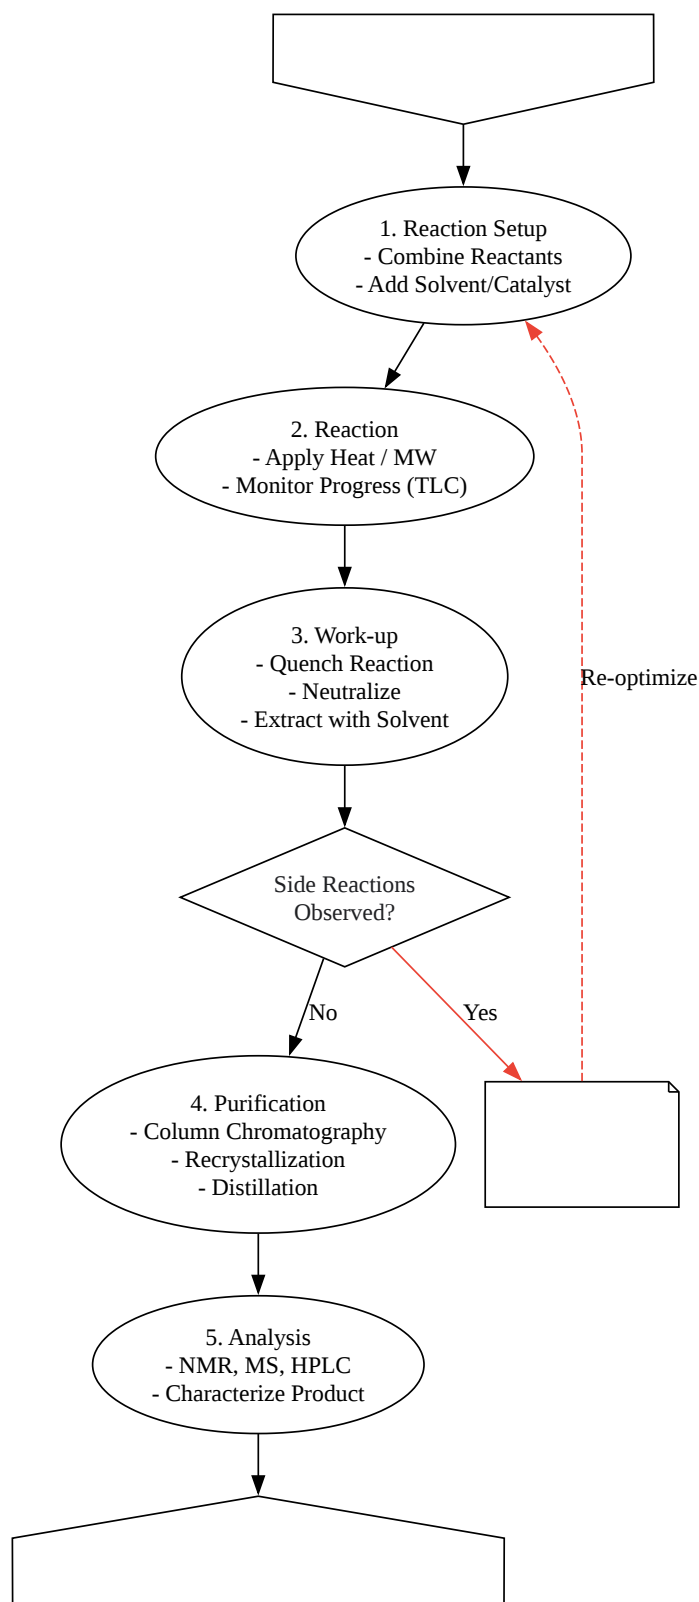 1. Reaction Setup
- Combine Reactants
- Add Solvent/Catalyst
2. Reaction
- Apply Heat / MW
- Monitor Progress (TLC)
3. Work-up
- Quench Reaction
- Neutralize
- Extract with Solvent
Re-optimize
Side Reactions
Observed?
No
Yes
4. Purification
- Column Chromatography
- Recrystallization
- Distillation
5. Analysis
- NMR, MS, HPLC
- Characterize Product